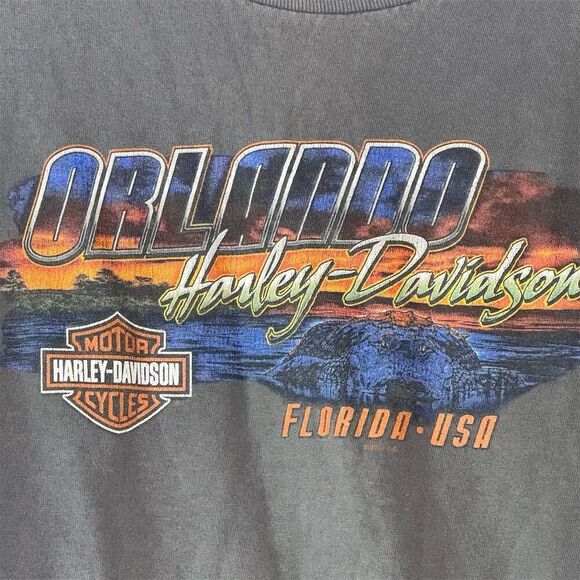 ORLANDO
Harley-Davidson
MOTOR
HARLEY-DAVIDSON
CYCLES
FLORIDA • USA